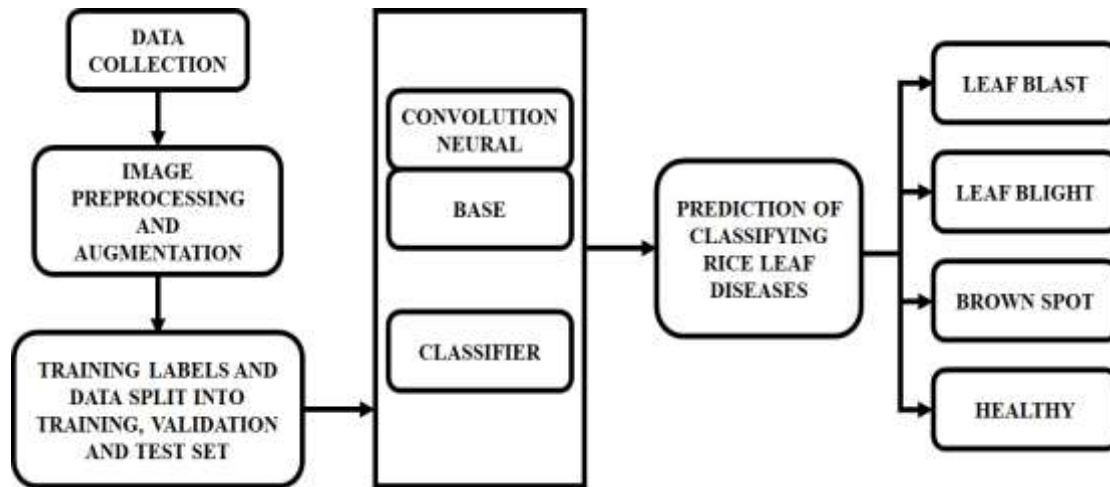 DATA
COLLECTION
IMAGE
PREPROCESSING
AND
AUGMENTATION
TRAINING LABELS AND
DATA SPLIT INTO
TRAINING, VALIDATION
AND TEST SET
CONVOLUTION
NEURAL
BASE
CLASSIFIER
PREDICTION OF
CLASSIFYING
RICE LEAF
DISEASES
LEAF BLAST
LEAF BLIGHT
BROWN SPOT
HEALTHY